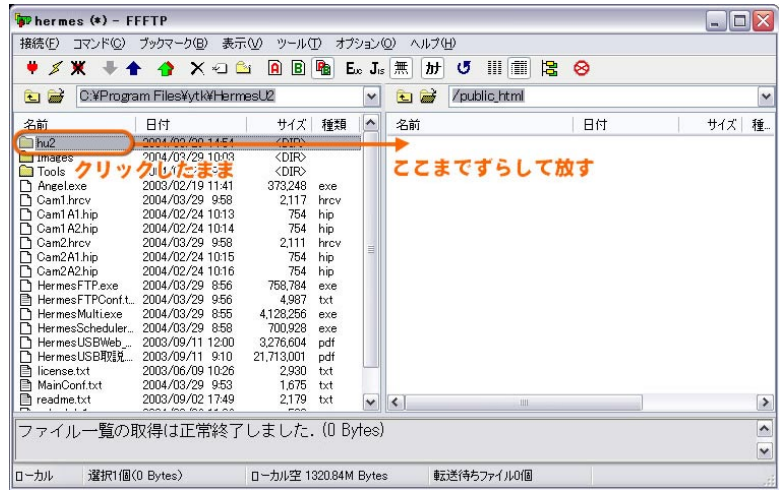 hermes (*) - FFFTP
接続(F) コマンド(C) ブックマーク(B) 表示(V) ツール(T) オプション(O) ヘルプ(H)
A B Euc Jis 無 カナ
C:¥Program Files¥ytk¥HermesU2 /public_html
名前 日付 サイズ 種類 名前 日付 サイズ 種...
hu2 <DIR>
Images 2004/03/29 10:03 <DIR>
Tools <DIR>
クリックしたまま ここまでずらして放す
Angel.exe 2003/02/19 11:41 373,248 exe
Cam1.hrcv 2004/03/29 9:58 2,117 hrcv
Cam1A1.hip 2004/02/24 10:13 754 hip
Cam1A2.hip 2004/02/24 10:14 754 hip
Cam2.hrcv 2004/03/29 9:58 2,111 hrcv
Cam2A1.hip 2004/02/24 10:15 754 hip
Cam2A2.hip 2004/02/24 10:16 754 hip
HermesFTP.exe 2004/03/29 8:56 758,784 exe
HermesFTPConf.t... 2004/03/29 9:56 4,987 txt
HermesMulti.exe 2004/03/29 8:55 4,128,256 exe
HermesScheduler... 2004/03/29 8:58 700,928 exe
HermesUSBWeb_... 2003/09/11 12:00 3,276,604 pdf
HermesUSB取説... 2003/09/11 9:10 21,713,001 pdf
license.txt 2003/06/09 10:26 2,930 txt
MainConf.txt 2004/03/29 9:53 1,675 txt
readme.txt 2003/09/02 17:49 2,179 txt
ファイル一覧の取得は正常終了しました. (0 Bytes)
ローカル 選択1個(0 Bytes) ローカル空 1320.84M Bytes 転送待ちファイル0個